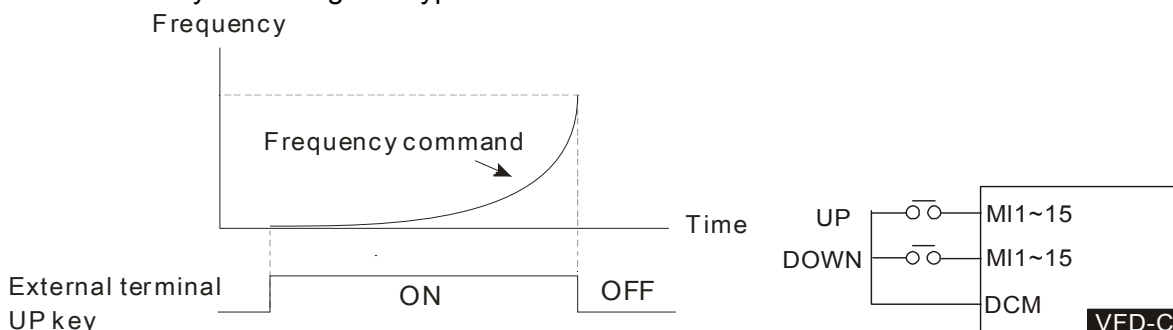 Frequency
Frequency command
Time
External terminal
UP key
ON
OFF
UP
MI1~15
DOWN
MI1~15
DCM
VFD-C